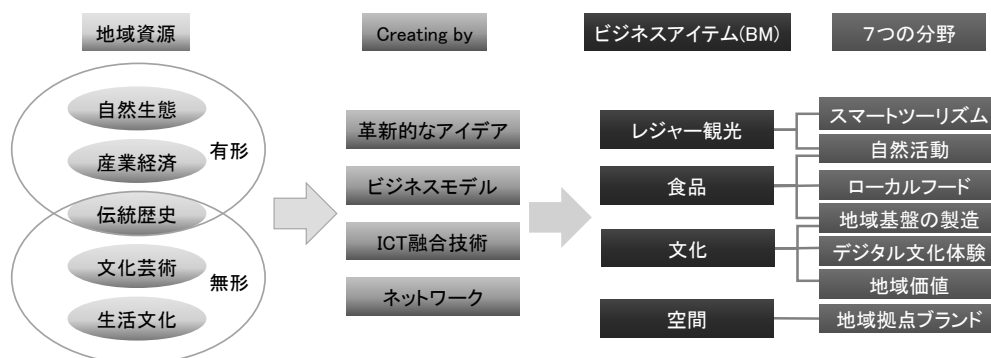 地域資源
Creating by
ビジネスアイテム(BM)
7つの分野
自然生態
産業経済
有形
伝統歴史
文化芸術
無形
生活文化
革新的なアイデア
ビジネスモデル
ICT融合技術
ネットワーク
レジャー観光
食品
文化
空間
スマートツーリズム
自然活動
ローカルフード
地域基盤の製造
デジタル文化体験
地域価値
地域拠点ブランド